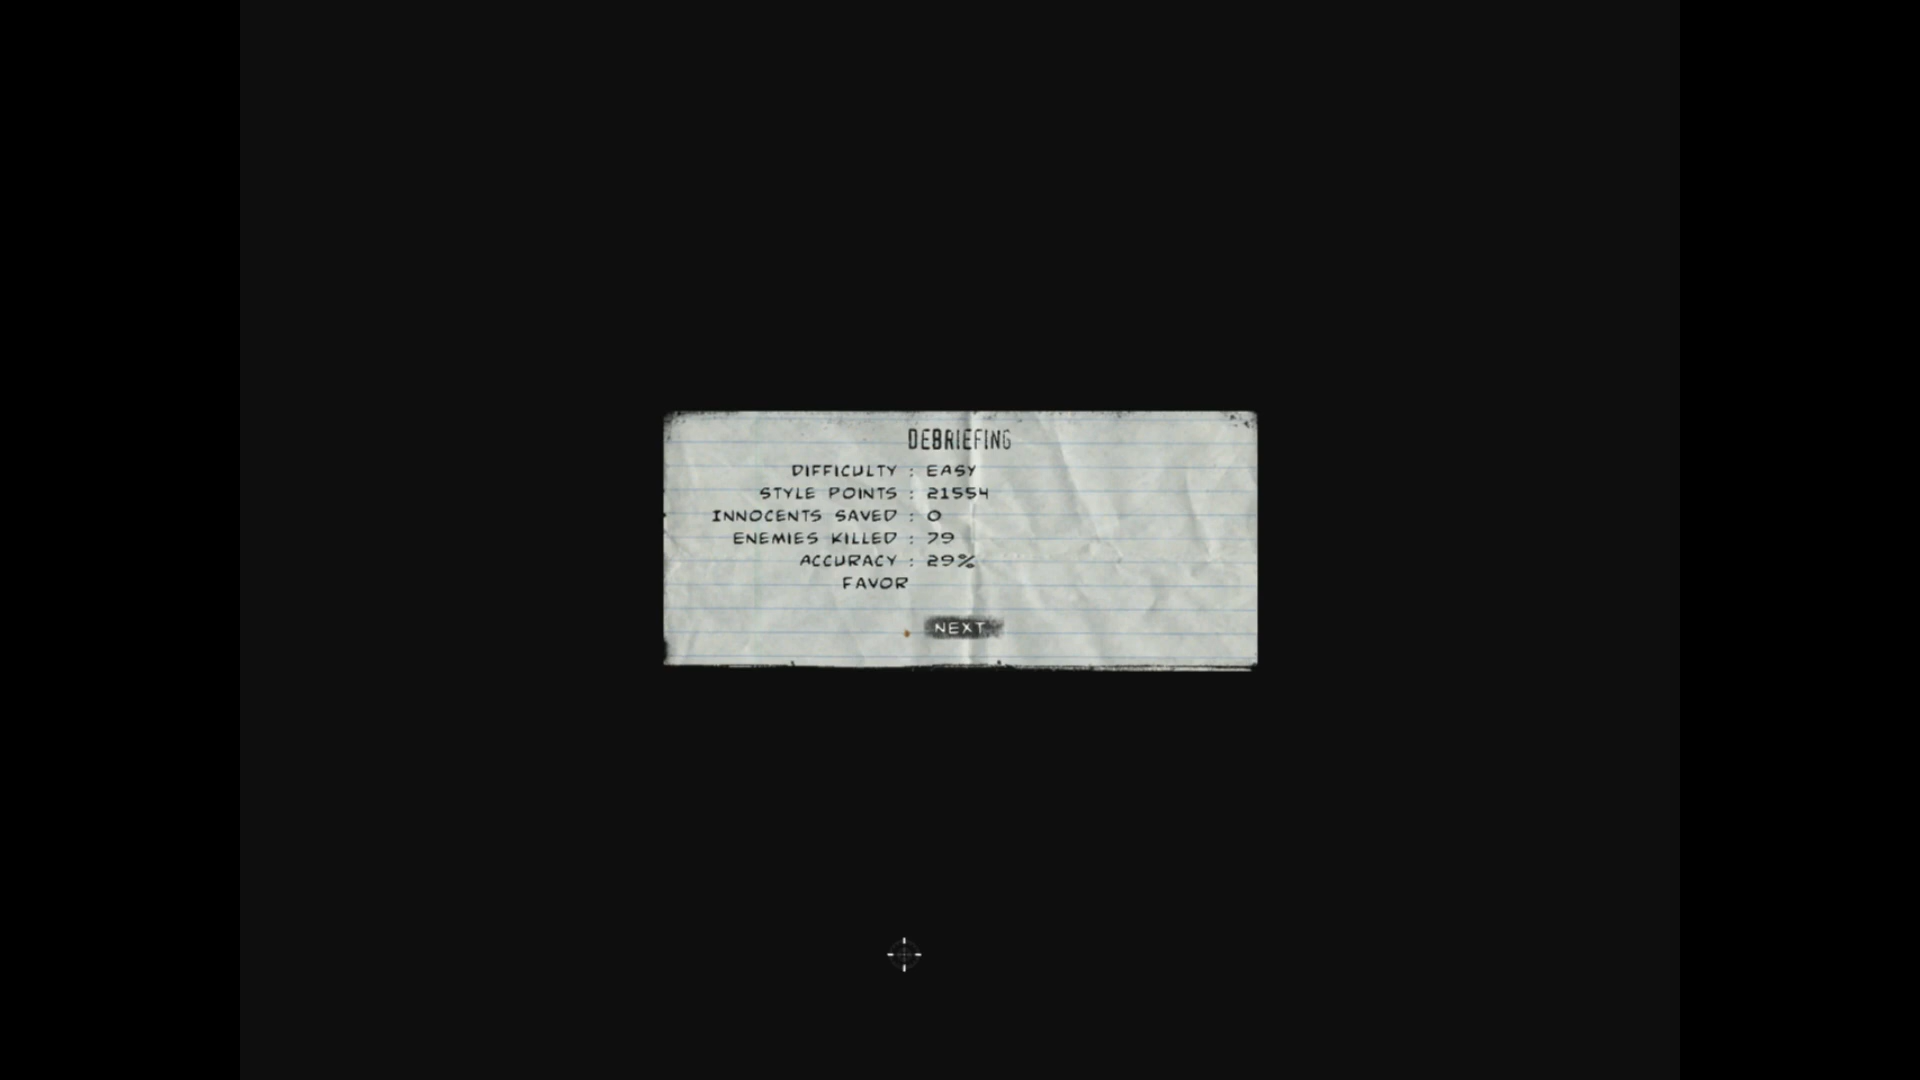 DEBRIEFING
DIFFICULTY : EASY
STYLE POINTS : 21554
INNOCENTS SAVED : 0
ENEMIES KILLED : 79
ACCURACY : 29%
FAVOR
NEXT